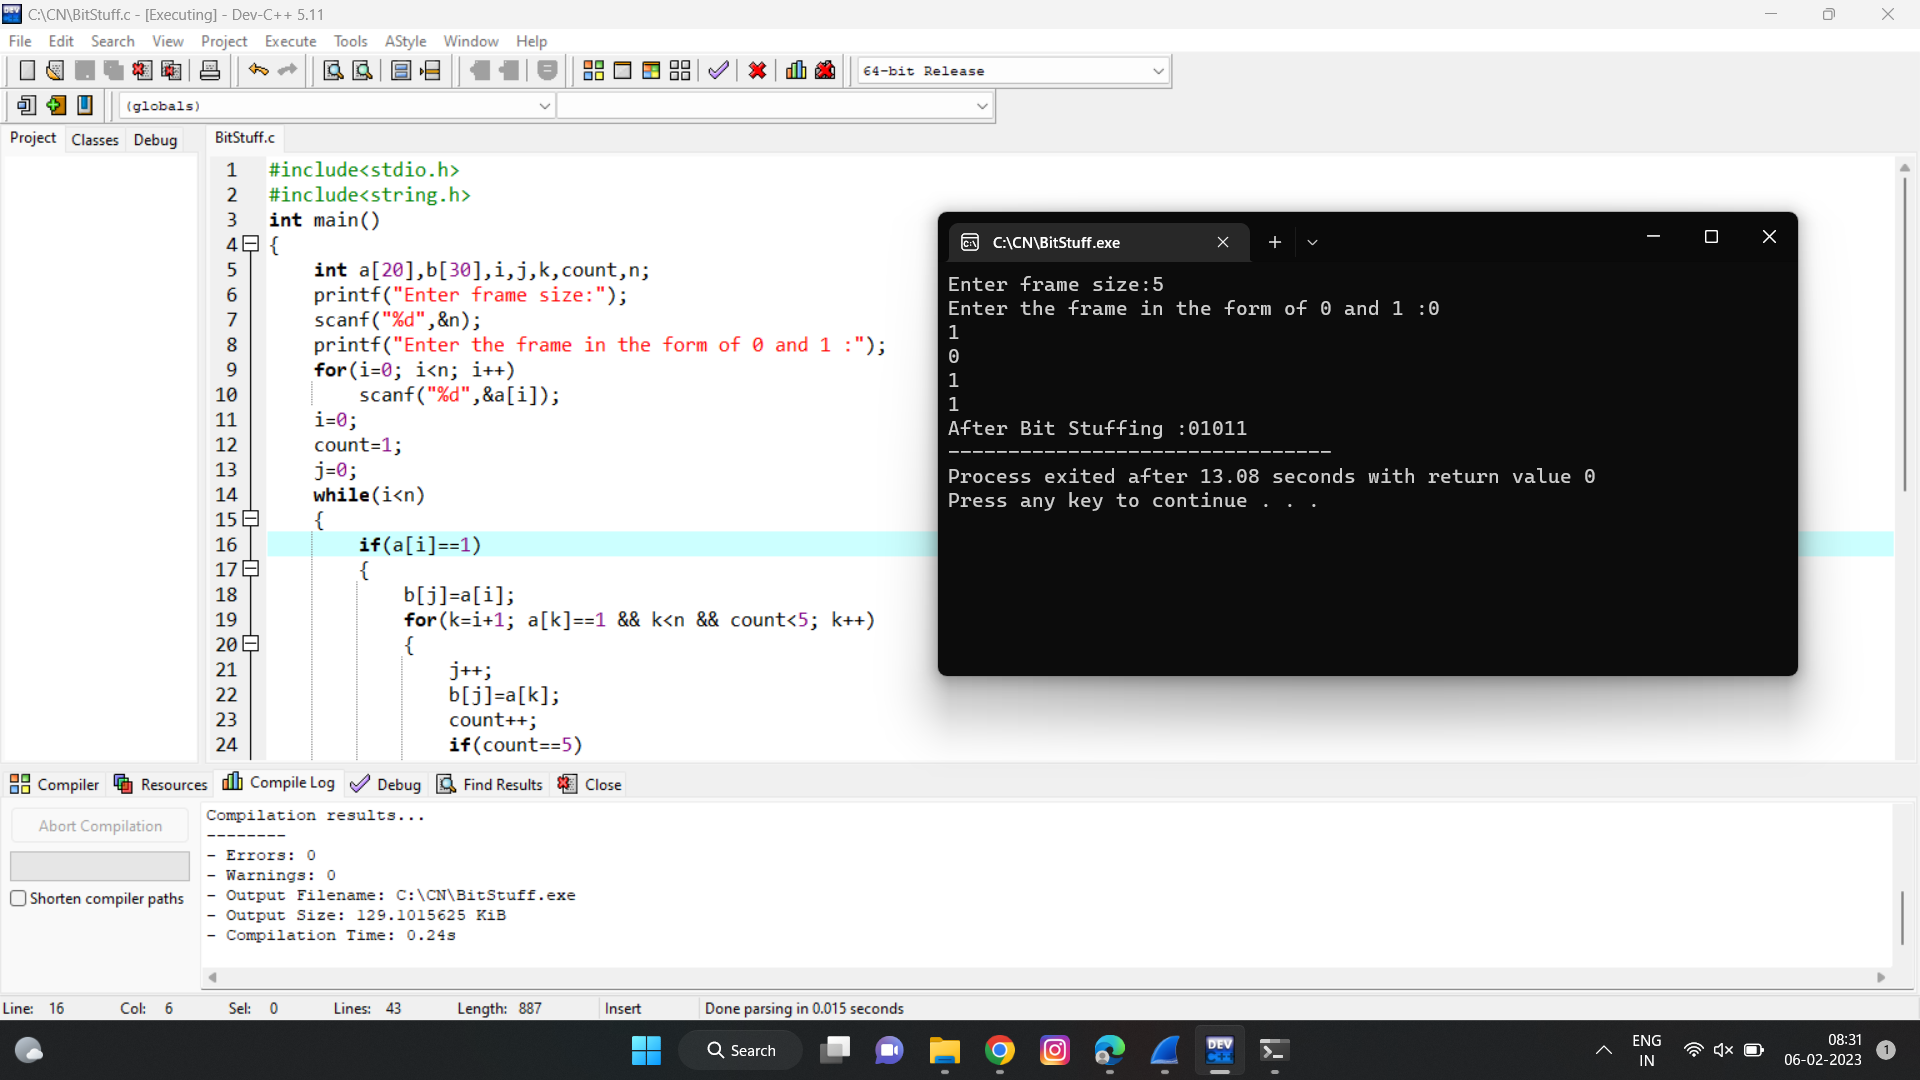 C:\CN\BitStuff.c - [Executing] - Dev-C++ 5.11
File Edit Search View Project Execute Tools AStyle Window Help
64-bit Release
(globals)
Project Classes Debug
BitStuff.c
1 #include<stdio.h>
2 #include<string.h>
3 int main()
4 {
5 int a[20],b[30],i,j,k,count,n;
6 printf("Enter frame size:");
7 scanf("%d",&n);
8 printf("Enter the frame in the form of 0 and 1 :");
9 for(i=0; i<n; i++)
10 scanf("%d",&a[i]);
11 i=0;
12 count=1;
13 j=0;
14 while(i<n)
15 {
16 if(a[i]==1)
17 {
18 b[j]=a[i];
19 for(k=i+1; a[k]==1 && k<n && count<5; k++)
20 {
21 j++;
22 b[j]=a[k];
23 count++;
24 if(count==5)
C:\CN\BitStuff.exe
Enter frame size:5
Enter the frame in the form of 0 and 1 :0
1
0
1
1
After Bit Stuffing :01011
--------------------------------
Process exited after 13.08 seconds with return value 0
Press any key to continue . . .
Compiler Resources Compile Log Debug Find Results Close
Abort Compilation
Shorten compiler paths
Compilation results...
--------
- Errors: 0
- Warnings: 0
- Output Filename: C:\CN\BitStuff.exe
- Output Size: 129.1015625 KiB
- Compilation Time: 0.24s
Line: 16 Col: 6 Sel: 0 Lines: 43 Length: 887 Insert Done parsing in 0.015 seconds
Search
DEV C++
ENG
IN
08:31
06-02-2023
1